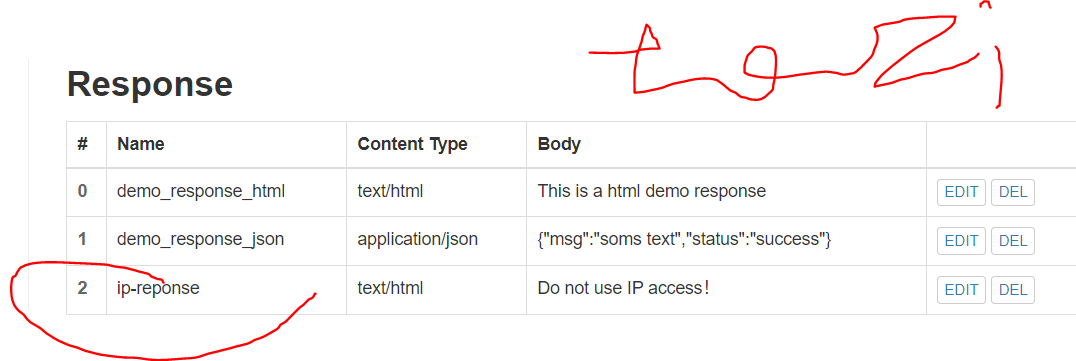 Response
# Name Content Type Body
0 demo_response_html text/html This is a html demo response EDIT DEL
1 demo_response_json application/json {"msg":"soms text","status":"success"} EDIT DEL
2 ip-reponse text/html Do not use IP access！ EDIT DEL